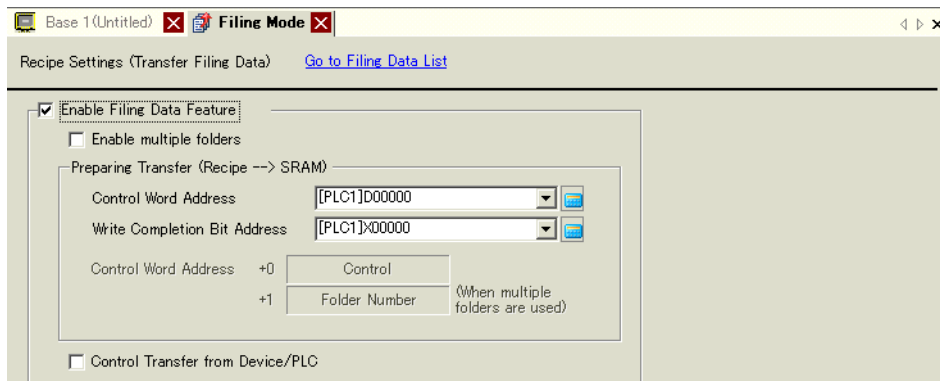 Base 1(Untitled) Filing Mode
Recipe Settings (Transfer Filing Data) Go to Filing Data List
Enable Filing Data Feature
Enable multiple folders
Preparing Transfer (Recipe --> SRAM)
Control Word Address [PLC1]D00000
Write Completion Bit Address [PLC1]X00000
Control Word Address +0 Control
+1 Folder Number (When multiple
folders are used)
Control Transfer from Device/PLC